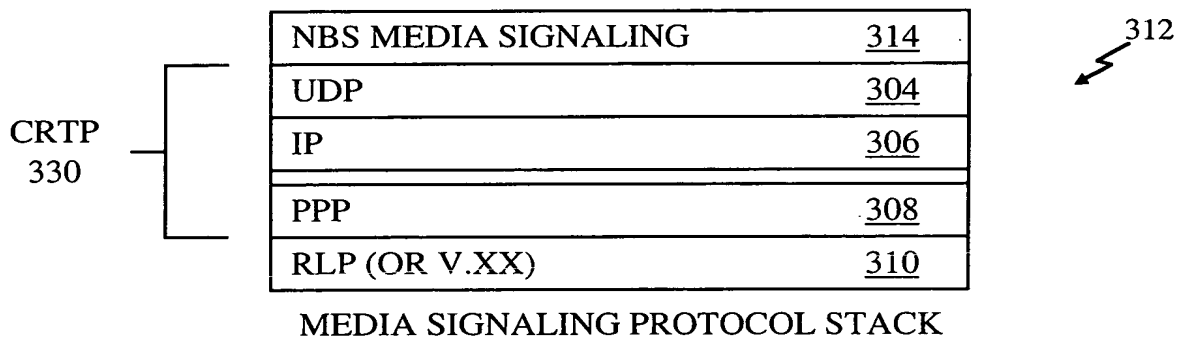 NBS MEDIA SIGNALING 314
312
UDP 304
CRTP
330
IP 306
PPP 308
RLP (OR V.XX) 310
MEDIA SIGNALING PROTOCOL STACK